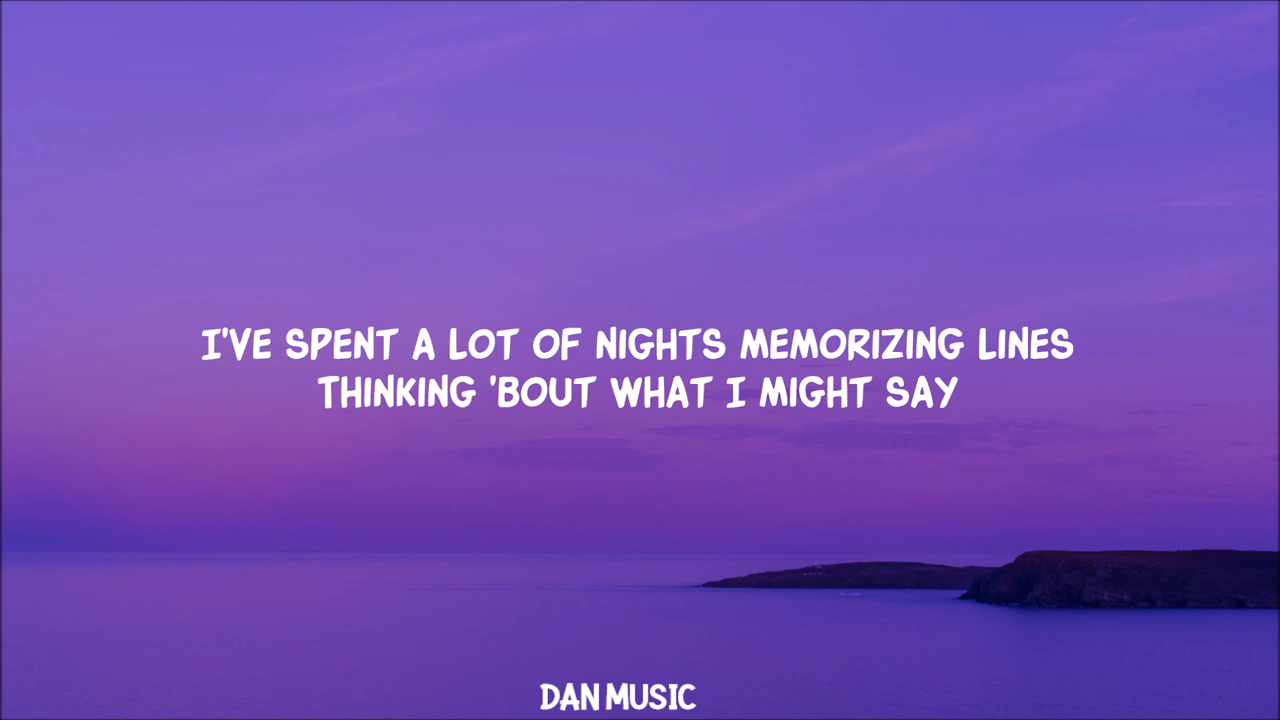 I'VE SPENT A LOT OF NIGHTS MEMORIZING LINES
THINKING 'BOUT WHAT I MIGHT SAY
DAN MUSIC